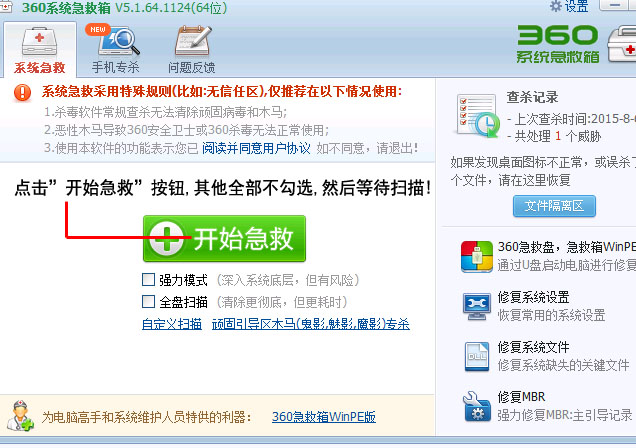 360系统急救箱 V5.1.64.1124(64位)
设置
系统急救
NEW
手机专杀
问题反馈
360
系统急救箱
系统急救采用特殊规则(比如:无信任区),仅推荐在以下情况使用：
1.杀毒软件常规查杀无法清除顽固病毒和木马;
2.恶性木马导致360安全卫士或360杀毒无法正常使用;
3.使用本软件的功能表示您已 阅读并同意用户协议 如不同意，请退出!
点击”开始急救”按钮,其他全部不勾选,然后等待扫描!
开始急救
强力模式 (深入系统底层，但有风险)
全盘扫描 (清除更彻底，但更耗时)
自定义扫描 顽固引导区木马(鬼影,魅影,魔影)专杀
为电脑高手和系统维护人员特供的利器： 360急救箱WinPE版
查杀记录
- 上次查杀时间:2015-8-
- 共处理 1 个威胁
如果发现桌面图标不正常，或误杀了
个文件，请在这里恢复
文件隔离区
360急救盘，急救箱WinPE
通过U盘启动电脑进行修复
修复系统设置
恢复常用的系统设置
修复系统文件
修复系统缺失的关键文件
DLL
修复MBR
强力修复MBR:主引导记录